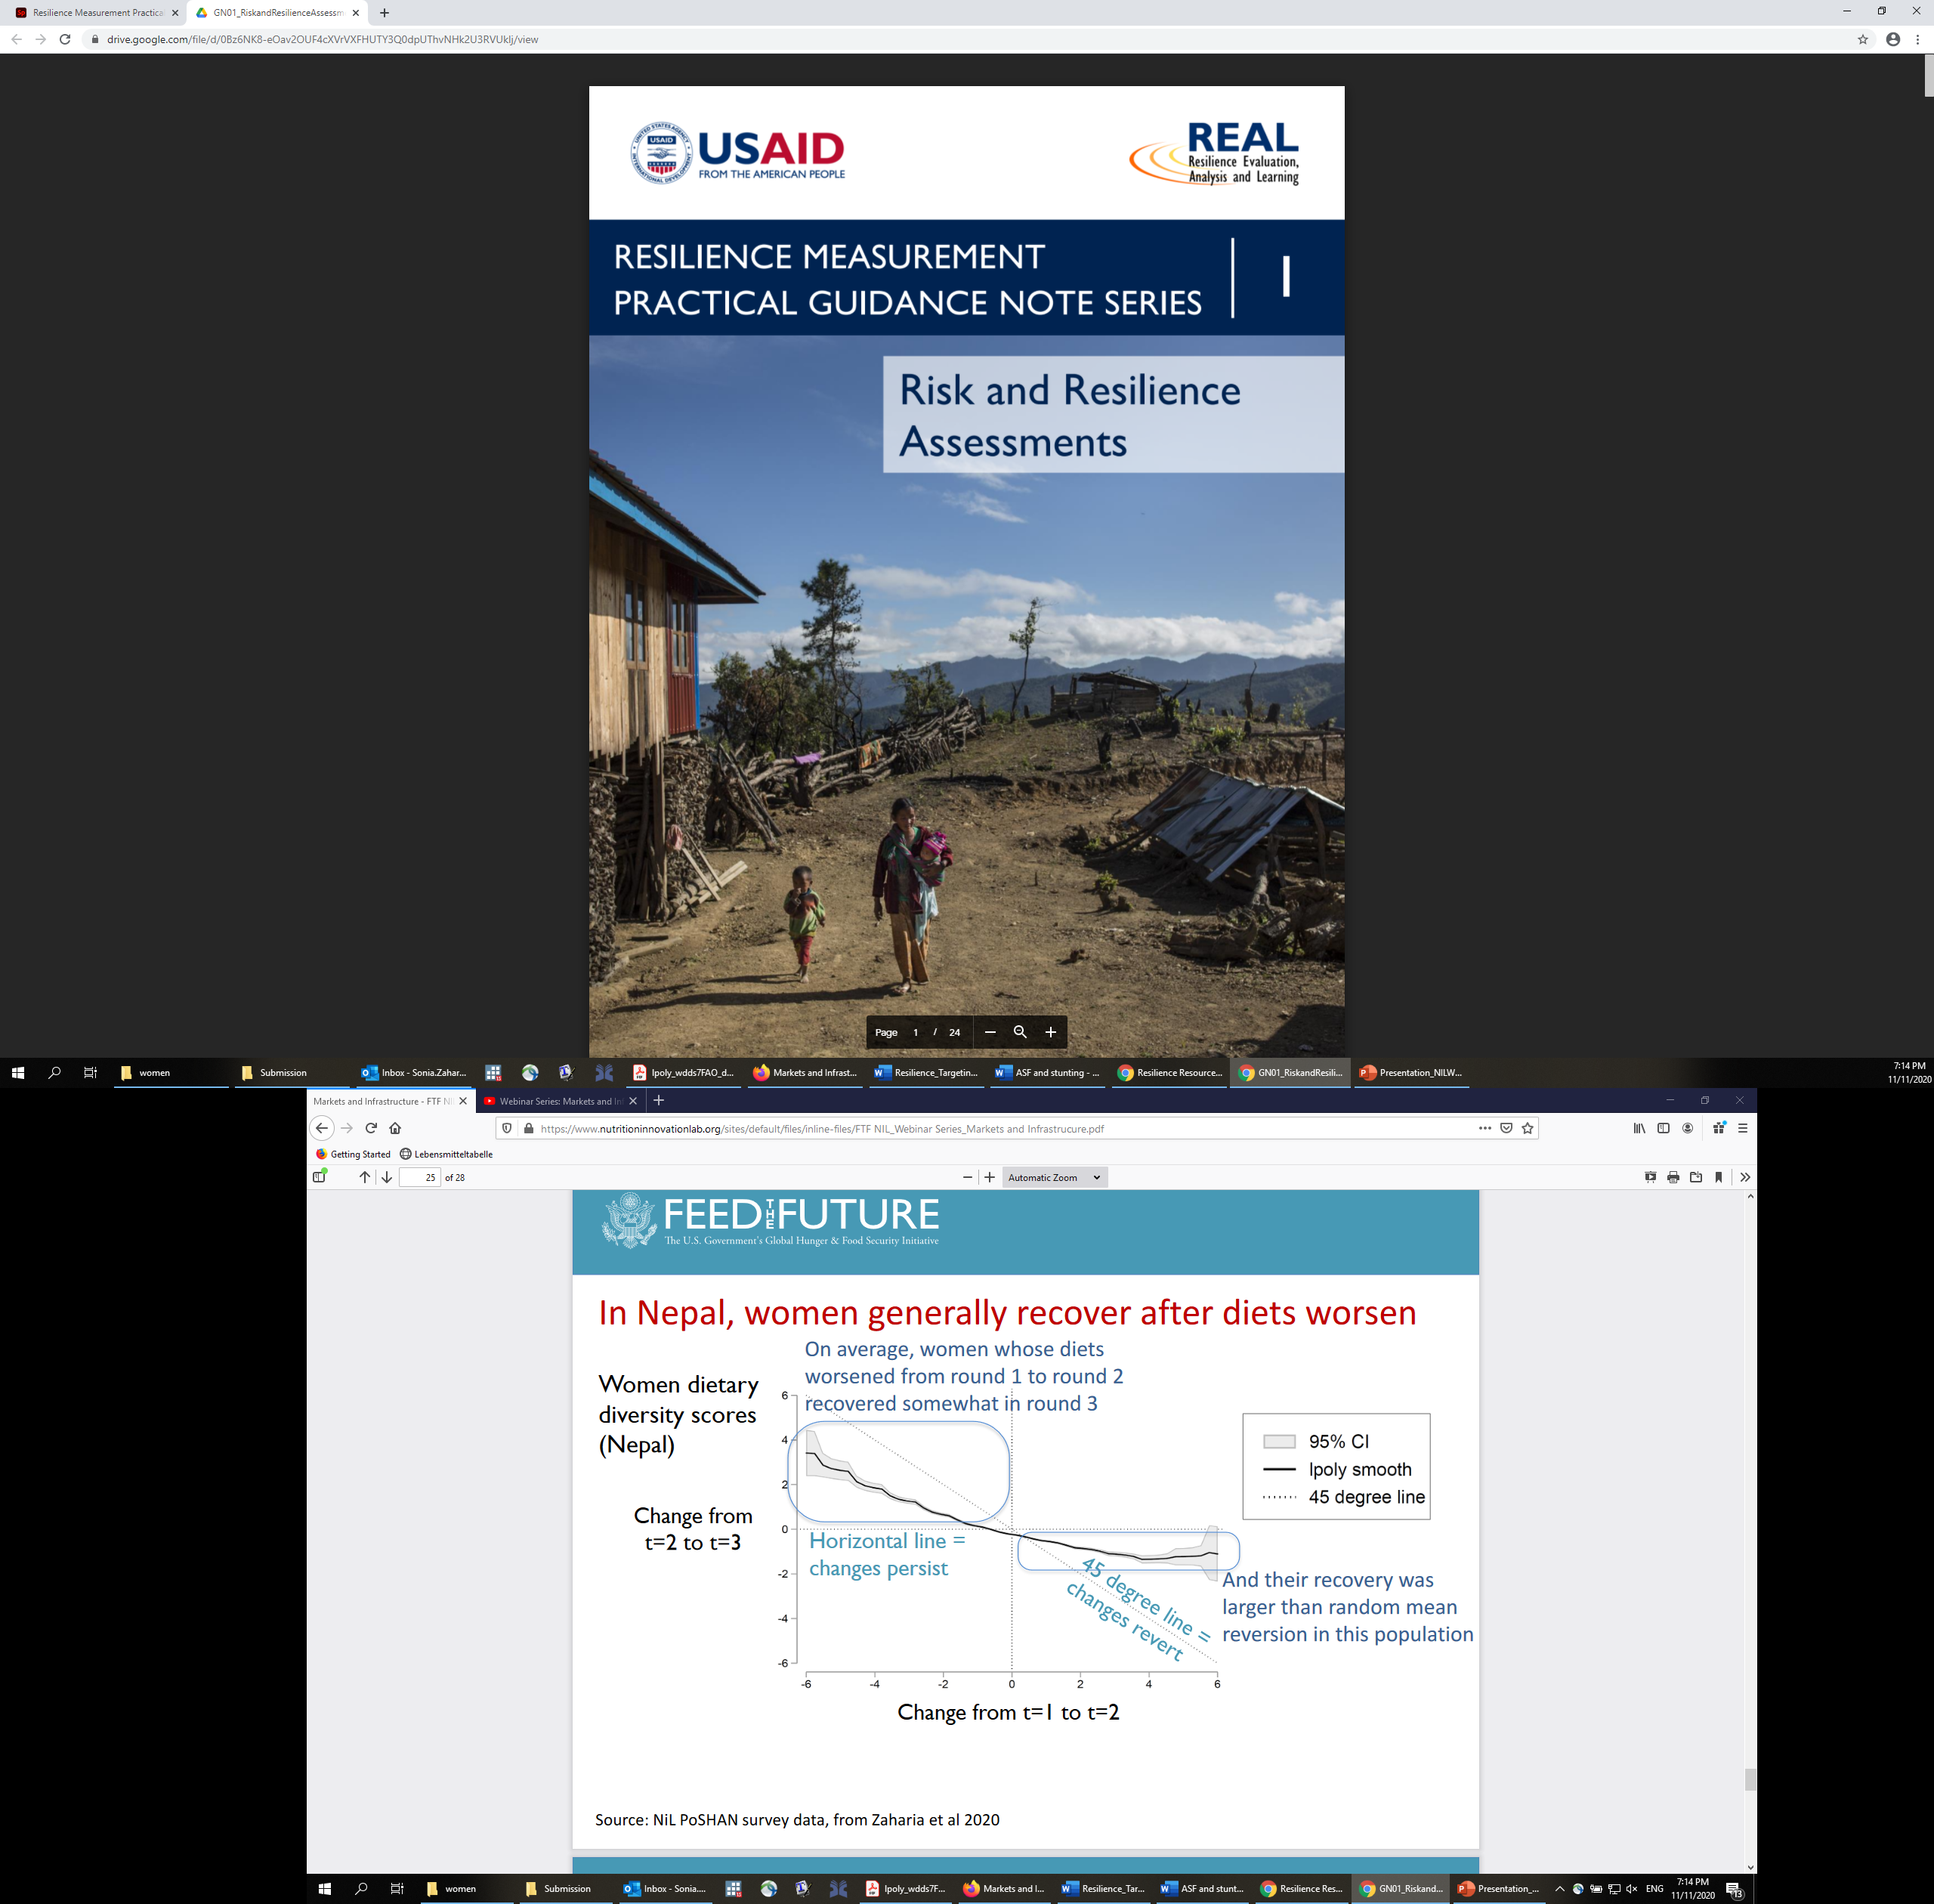 Resilience Measurement Practica
GN01_RiskandResilienceAssessm
drive.google.com/file/d/0Bz6NK8-eOav2OUF4cXVrVXFHUTY3Q0dpUThvNHk2U3RVUklj/view
USAID
USAID
FROM THE AMERICAN PEOPLE
REAL
Resilience Evaluation,
Analysis and Learning
RESILIENCE MEASUREMENT
PRACTICAL GUIDANCE NOTE SERIES
I
Risk and Resilience
Assessments
Page 1 / 24
women
Submission
Inbox - Sonia.Zahar...
lpoly_wdds7FAO_d...
Markets and Infrast...
Resilience_Targetin...
ASF and stunting - ...
Resilience Resource...
GN01_RiskandResili...
Presentation_NILW...
7:14 PM
11/11/2020
Markets and Infrastructure - FTF NI
Webinar Series: Markets and In
https://www.nutritioninnovationlab.org/sites/default/files/inline-files/FTF NIL_Webinar Series_Markets and Infrastrucure.pdf
Getting Started
Lebensmitteltabelle
25 of 28
Automatic Zoom
FEED THE FUTURE
The U.S. Government's Global Hunger & Food Security Initiative
In Nepal, women generally recover after diets worsen
On average, women whose diets
worsened from round 1 to round 2
recovered somewhat in round 3
Women dietary
diversity scores
(Nepal)
Change from
t=2 to t=3
6
4
2
0
-2
-4
-6
Horizontal line =
changes persist
45 degree line =
changes revert
95% CI
lpoly smooth
45 degree line
And their recovery was
larger than random mean
reversion in this population
-6 -4 -2 0 2 4 6
Change from t=1 to t=2
Source: NiL PoSHAN survey data, from Zaharia et al 2020
women
Submission
Inbox - Sonia....
lpoly_wdds7F...
Markets and I...
Resilience_Tar...
ASF and stunt...
Resilience Res...
GN01_Riskand...
Presentation_...
ENG
7:14 PM
11/11/2020
13